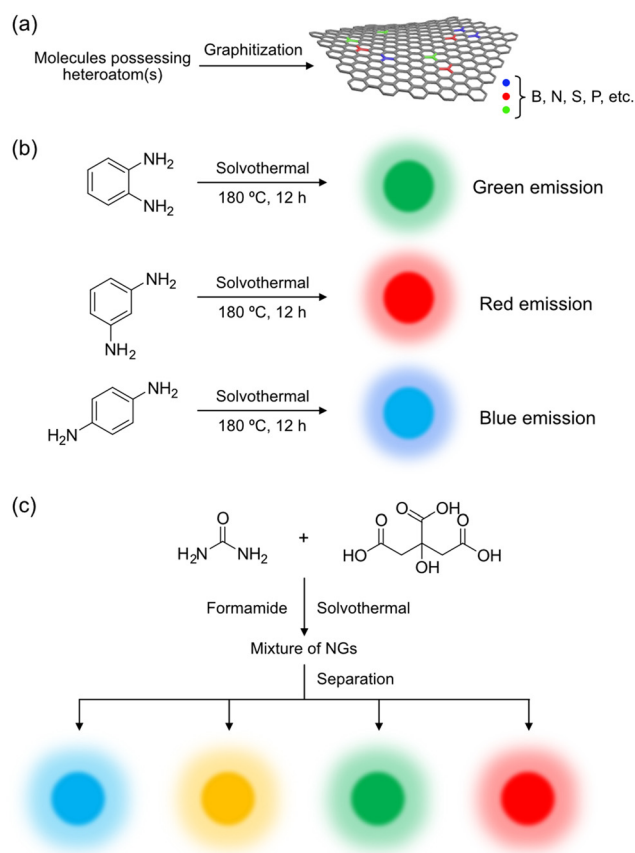 (a)
Molecules possessing
heteroatom(s)
Graphitization
B, N, S, P, etc.
(b)
NH2
NH2
Solvothermal
180 ºC, 12 h
Green emission
NH2
NH2
Solvothermal
180 ºC, 12 h
Red emission
NH2
H2N
Solvothermal
180 ºC, 12 h
Blue emission
(c)
O
H2N NH2
+
O OH
O O
HO OH
OH
Formamide Solvothermal
Mixture of NGs
Separation